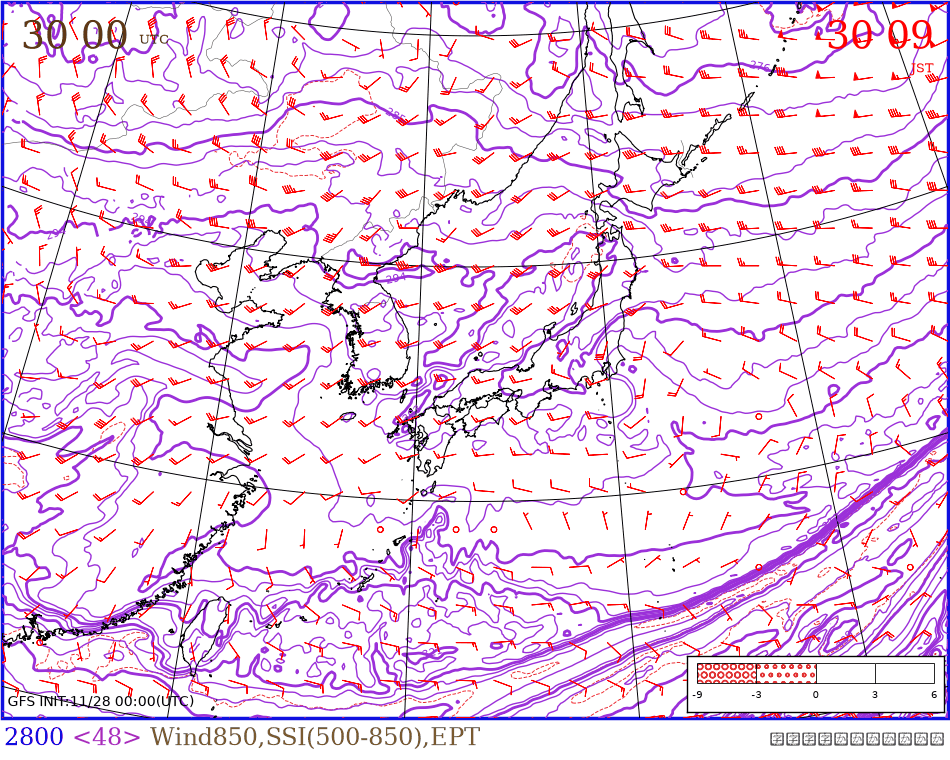 30 00 UTC
30 09
JST
GFS INIT:11/28 00:00(UTC)
-9 -3 0 3 6
2800 <48> Wind850,SSI(500-850),EPT